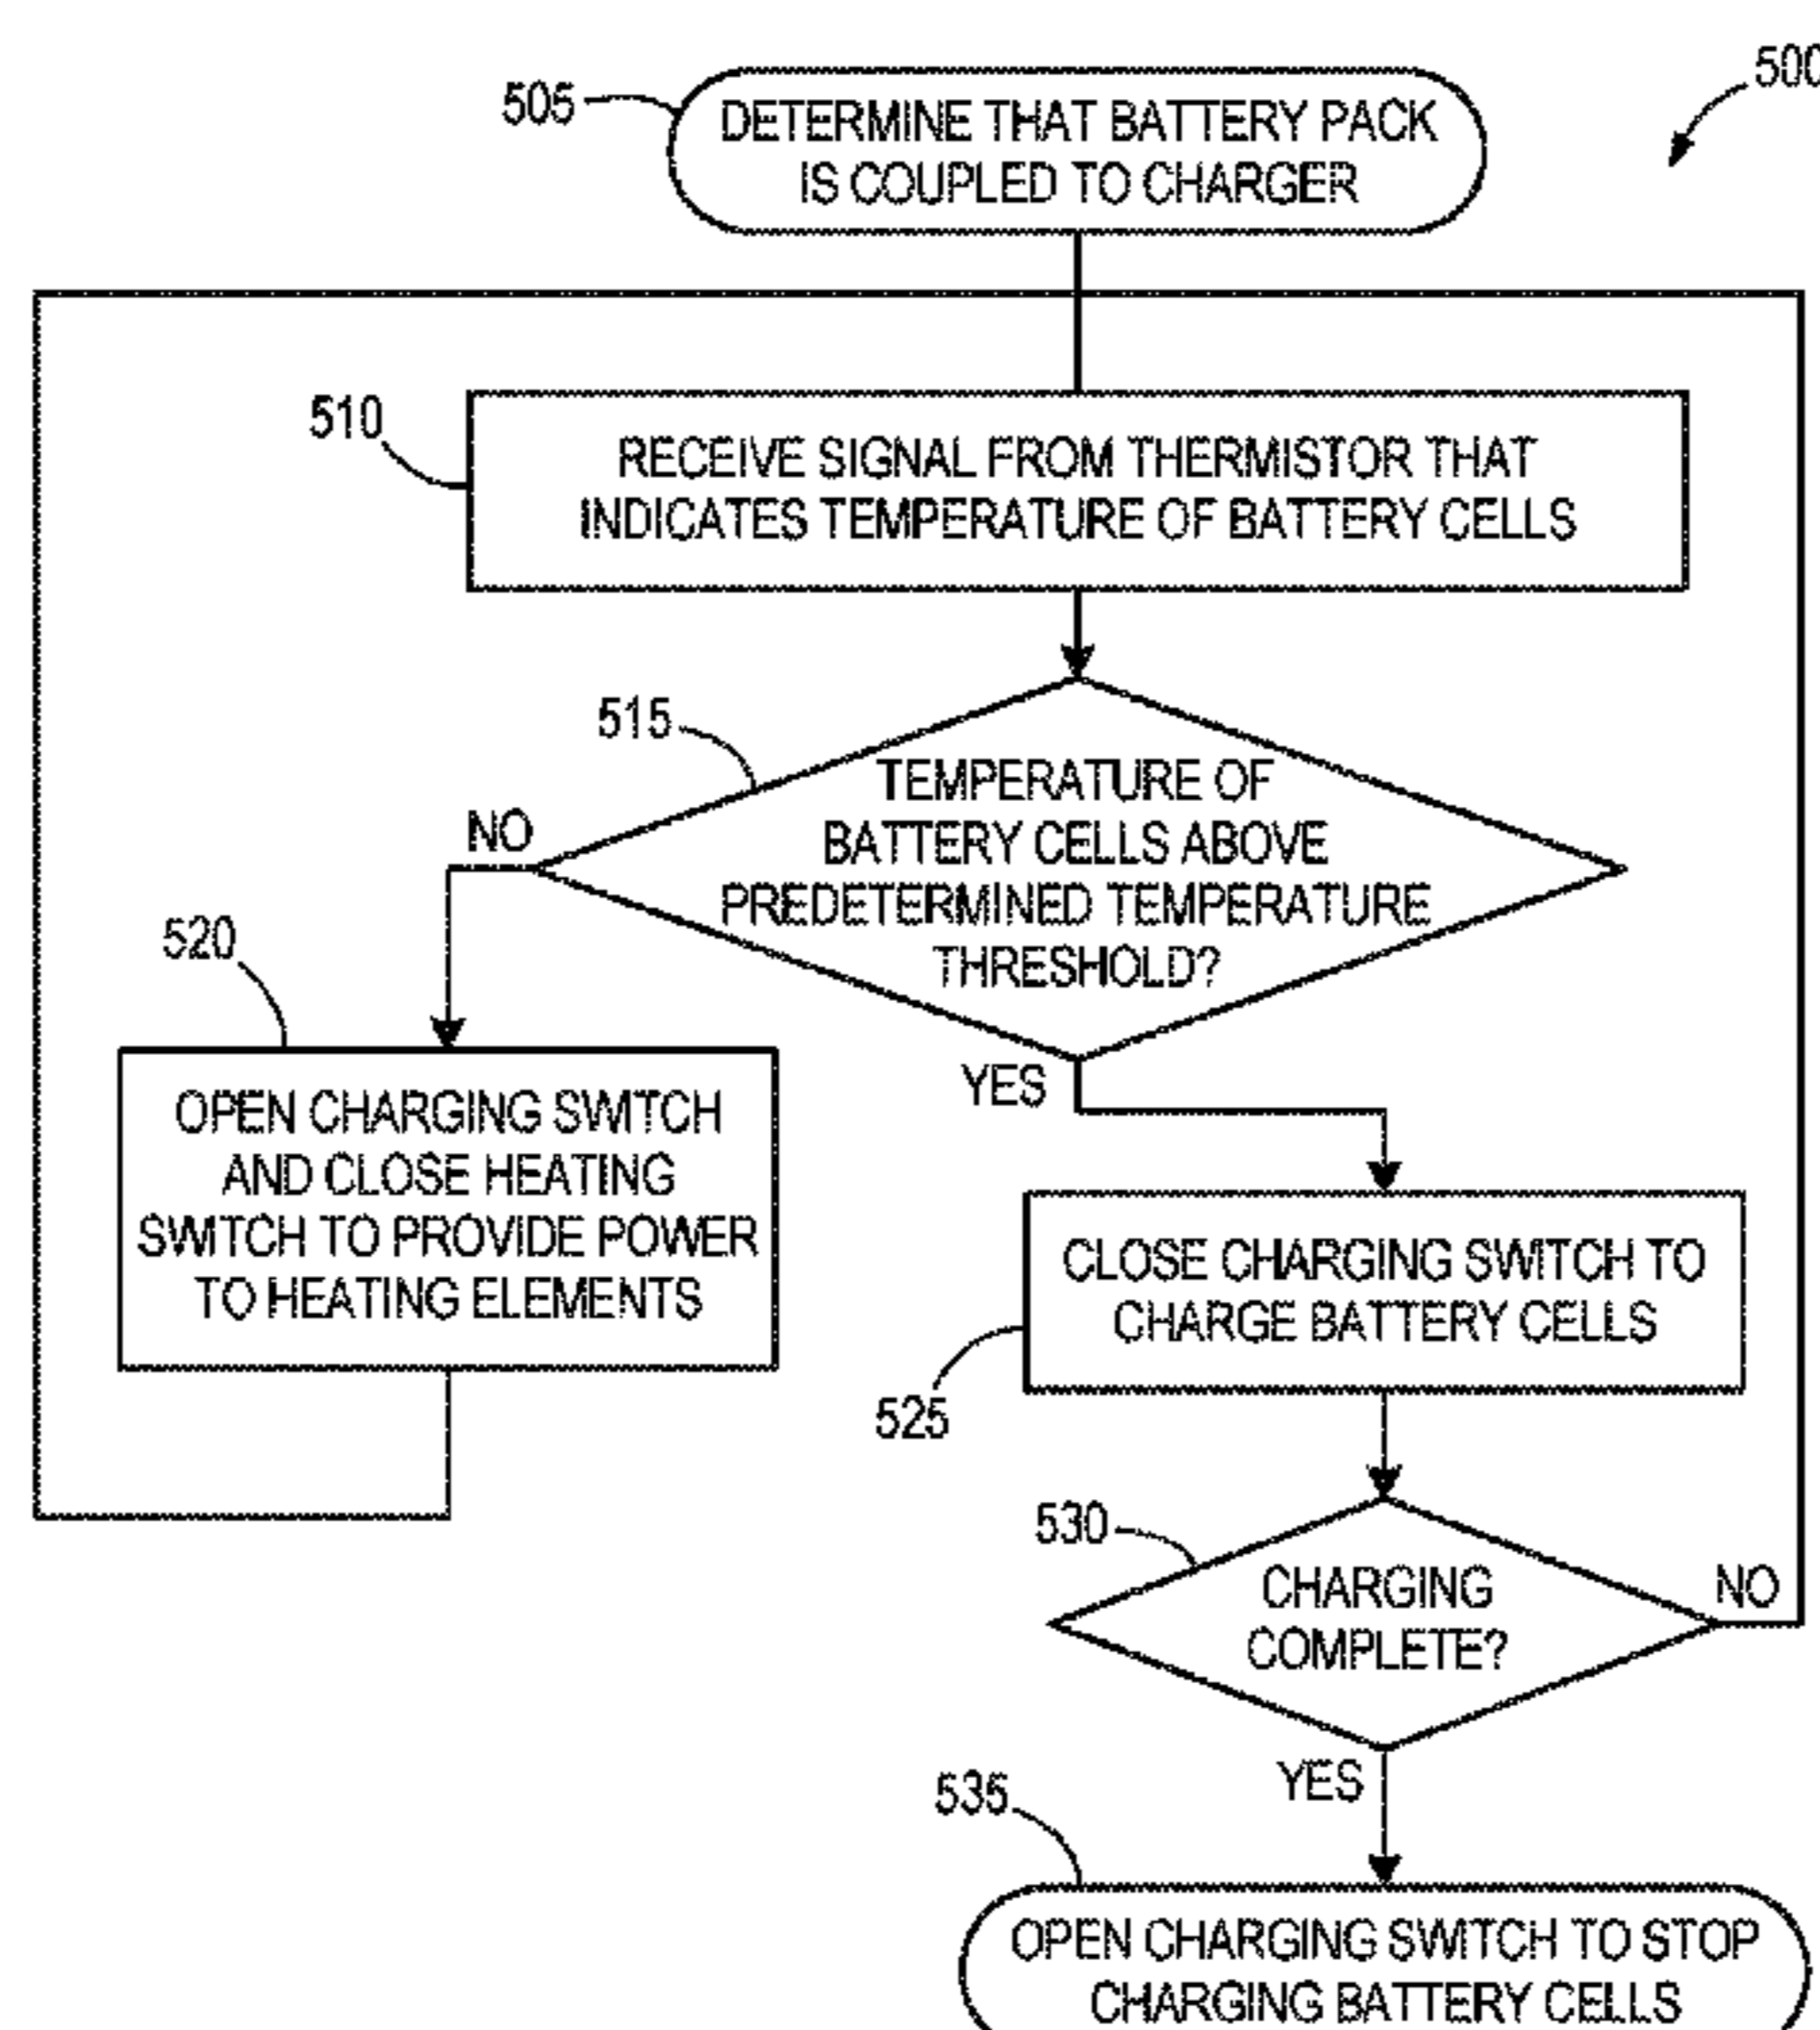 500
505
DETERMINE THAT BATTERY PACK
IS COUPLED TO CHARGER
510
RECEIVE SIGNAL FROM THERMISTOR THAT
INDICATES TEMPERATURE OF BATTERY CELLS
515
TEMPERATURE OF
BATTERY CELLS ABOVE
PREDETERMINED TEMPERATURE
THRESHOLD?
NO
YES
520
OPEN CHARGING SWITCH
AND CLOSE HEATING
SWITCH TO PROVIDE POWER
TO HEATING ELEMENTS
CLOSE CHARGING SWITCH TO
CHARGE BATTERY CELLS
525
530
CHARGING
COMPLETE?
NO
YES
535
OPEN CHARGING SWITCH TO STOP
CHARGING BATTERY CELLS